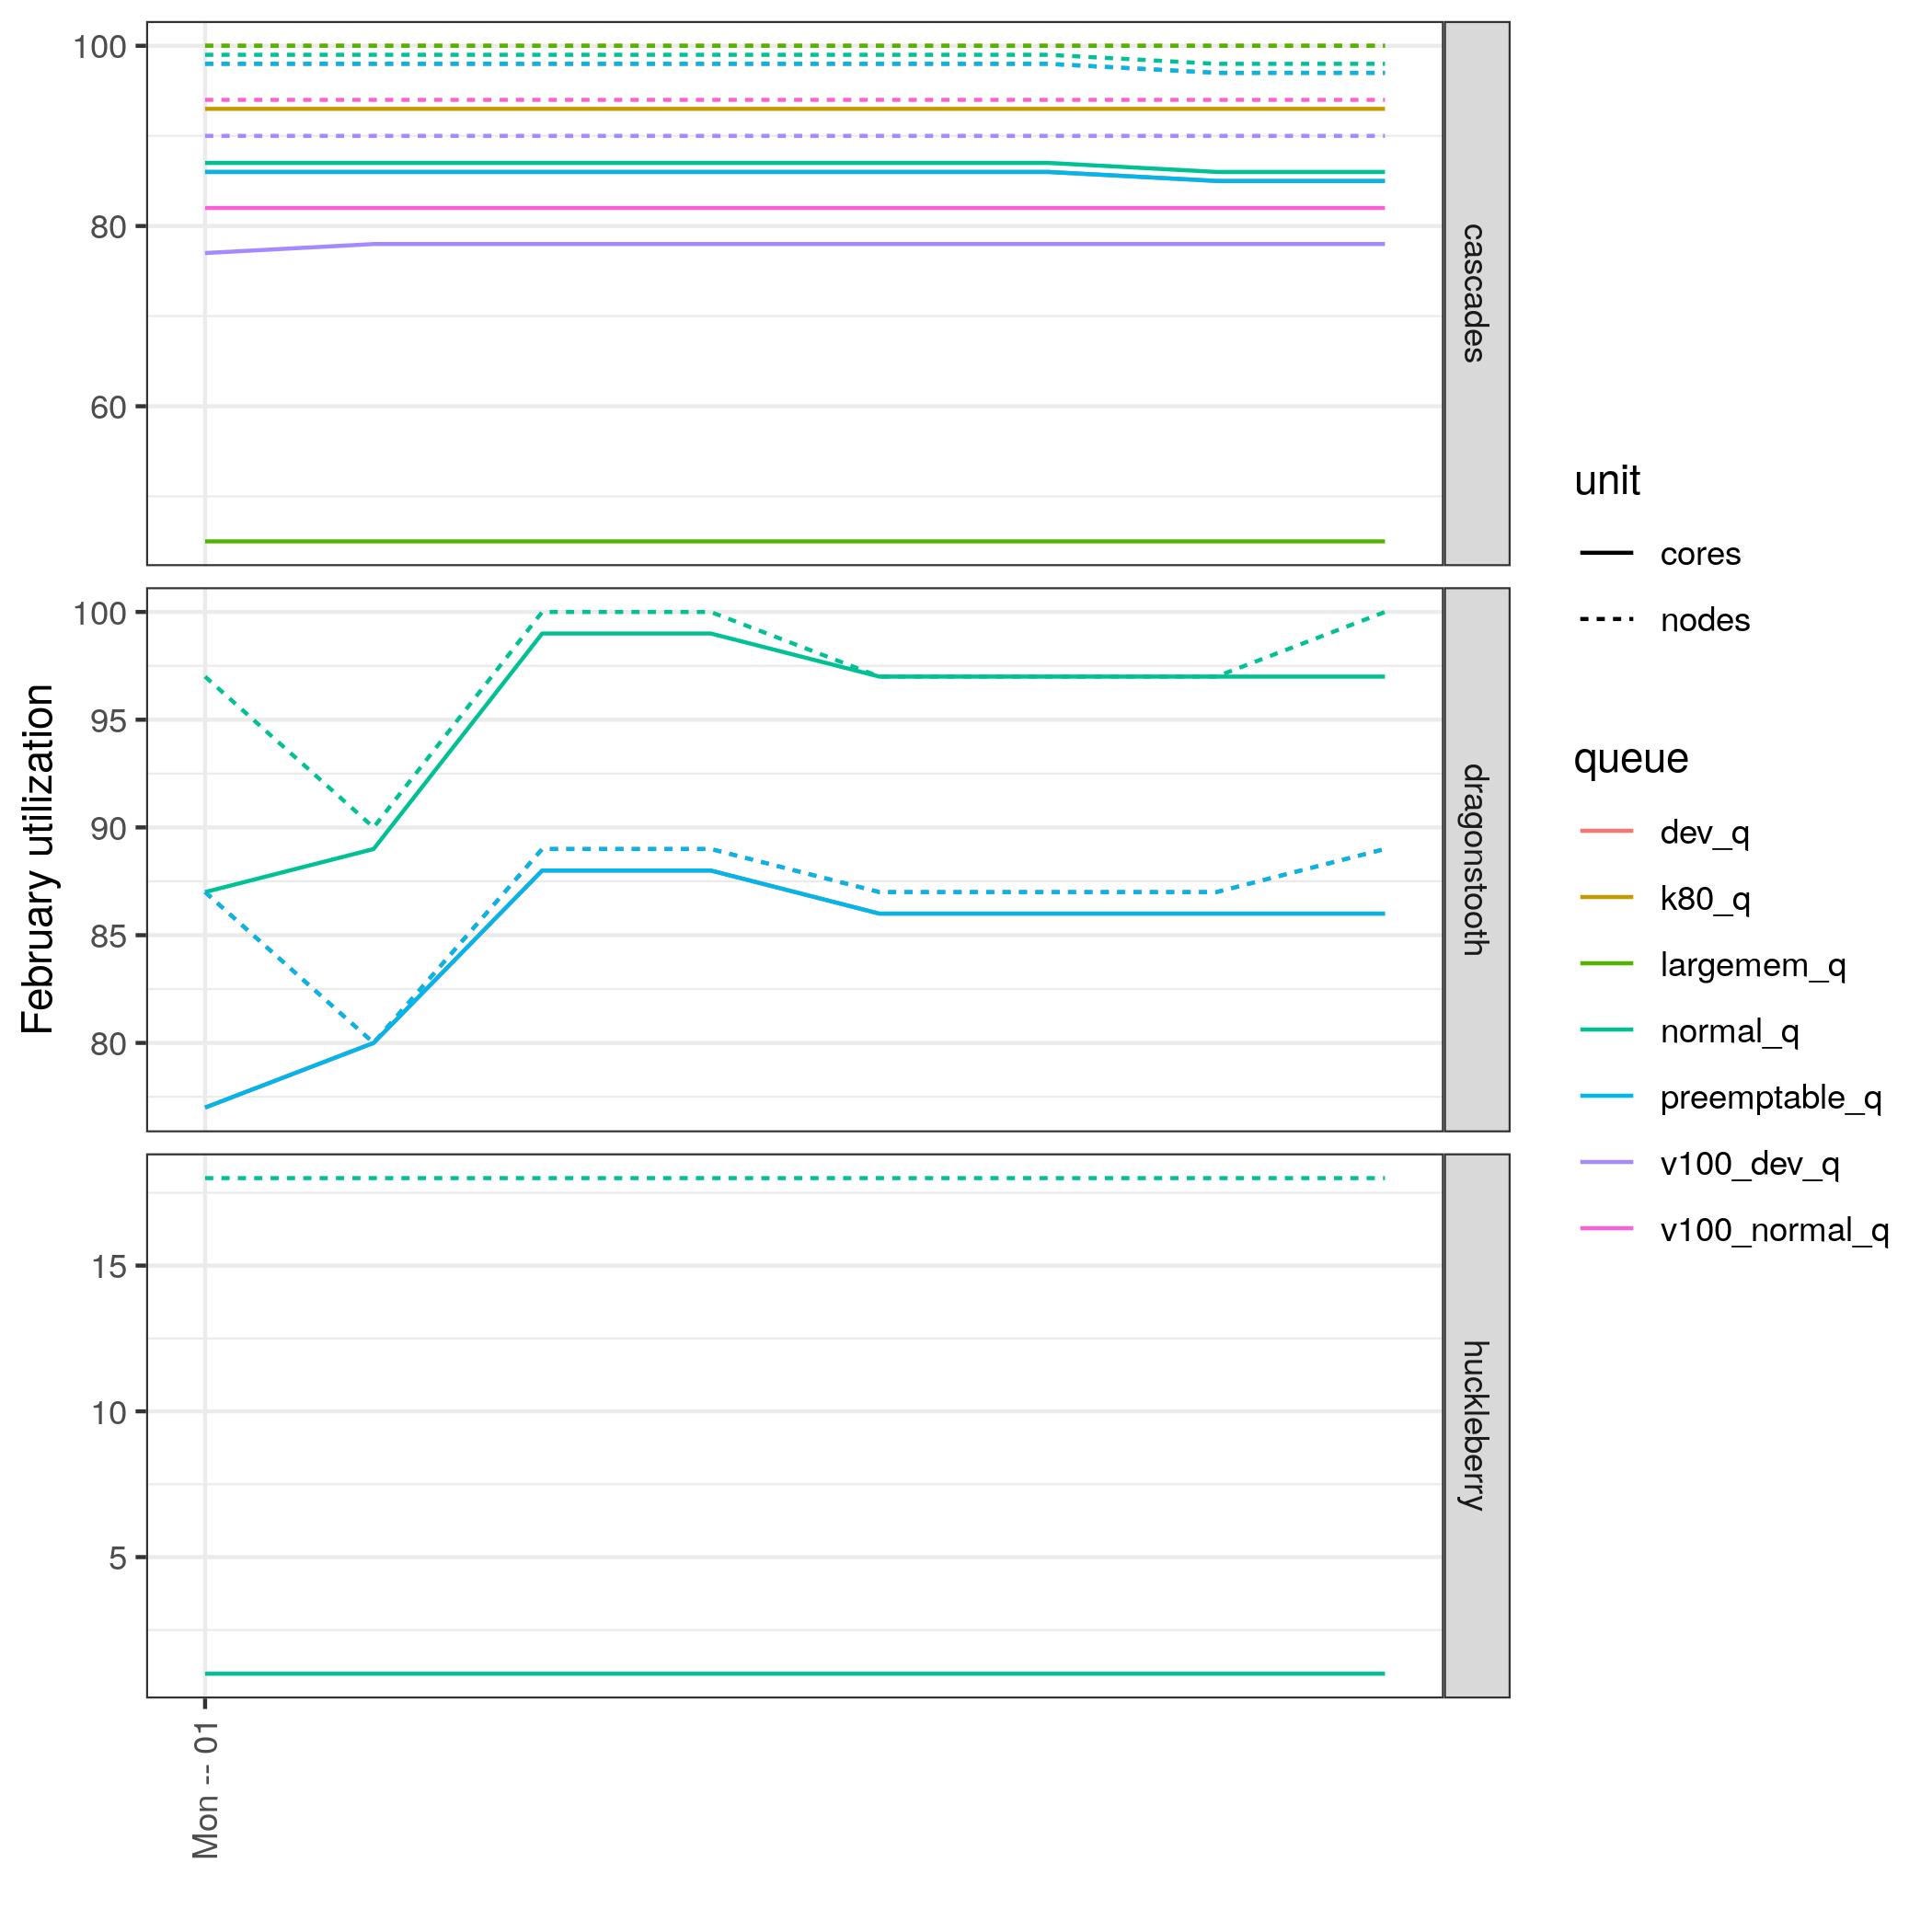 February utilization
100
80
60
cascades
100
95
90
85
80
dragonstooth
15
10
5
huckleberry
Mon -- 01
unit
cores
nodes
queue
dev_q
k80_q
largemem_q
normal_q
preemptable_q
v100_dev_q
v100_normal_q